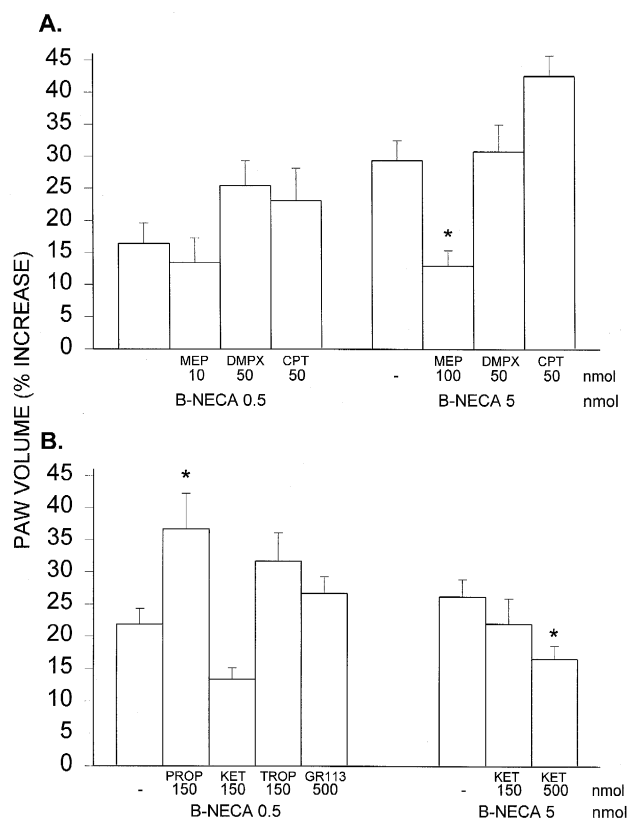 A.
PAW VOLUME (% INCREASE)
45
40
35
30
25
20
15
10
5
0
*
MEP DMPX CPT MEP DMPX CPT
10 50 50 - 100 50 50 nmol
B-NECA 0.5 B-NECA 5 nmol
B.
45
40
35
30
25
20
15
10
5
0
*
*
PROP KET TROP GR113 KET KET
- 150 150 150 500 - 150 500 nmol
B-NECA 0.5 B-NECA 5 nmol